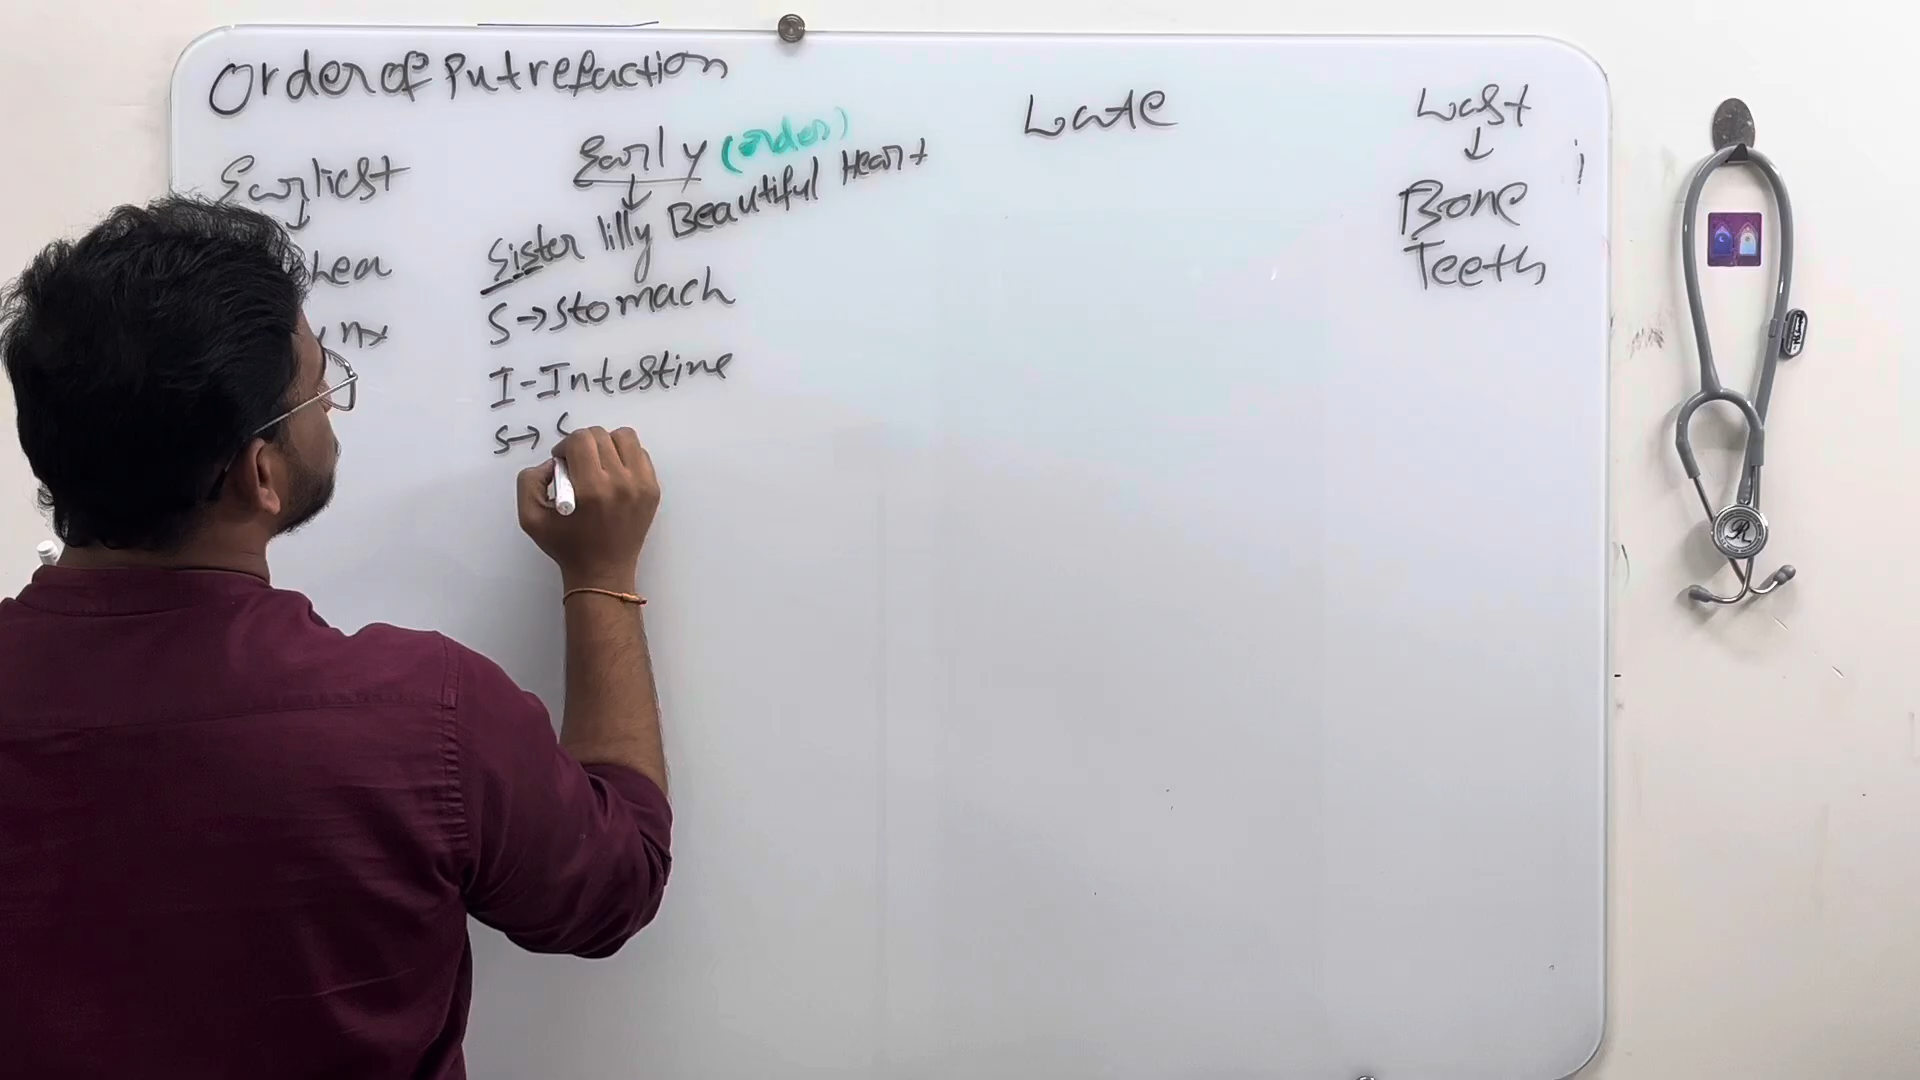 Order of Putrefaction
Earliest
Early (order)
Sister lilly Beautiful Heart
S→Stomach
I-Intestine
S→ S
Late
Last
Bone
Teeth